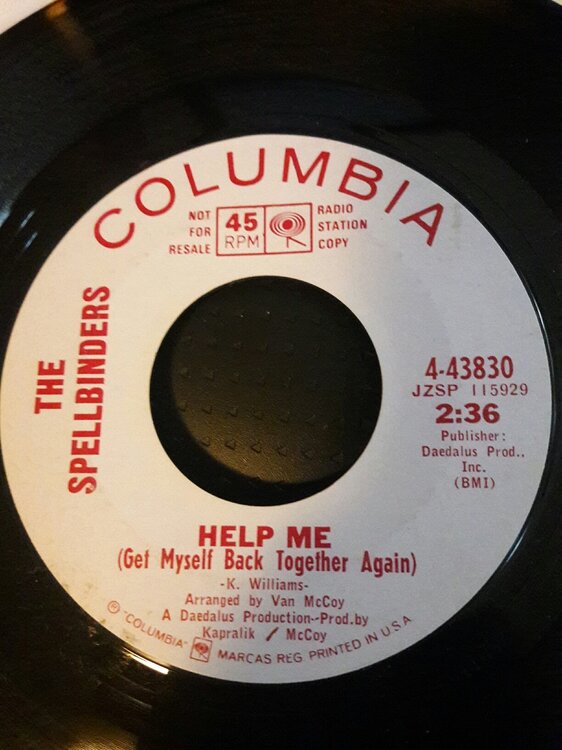 COLUMBIA
NOT
FOR
RESALE
45
RPM
RADIO
STATION
COPY
THE
SPELLBINDERS
4-43830
JZSP 115929
2:36
Publisher:
Daedalus Prod..
Inc.
(BMI)
HELP ME
(Get Myself Back Together Again)
-K. Williams-
Arranged by Van McCoy
A Daedalus Production--Prod.by
Kapralik / McCoy
Ⓟ "COLUMBIA" MARCAS REG. PRINTED IN U.S.A